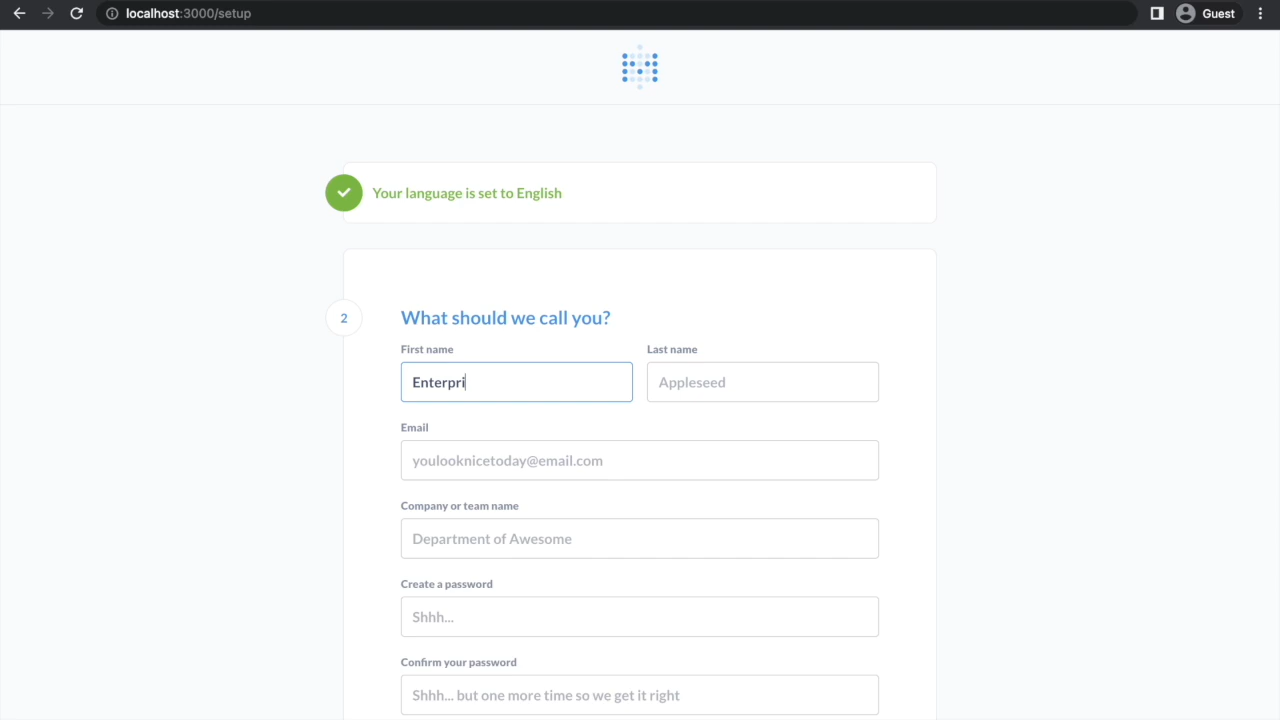 localhost:3000/setup
Guest
Your language is set to English
2
What should we call you?
First name
Last name
Enterpri
Appleseed
Email
youlooknicetoday@email.com
Company or team name
Department of Awesome
Create a password
Shhh...
Confirm your password
Shhh... but one more time so we get it right